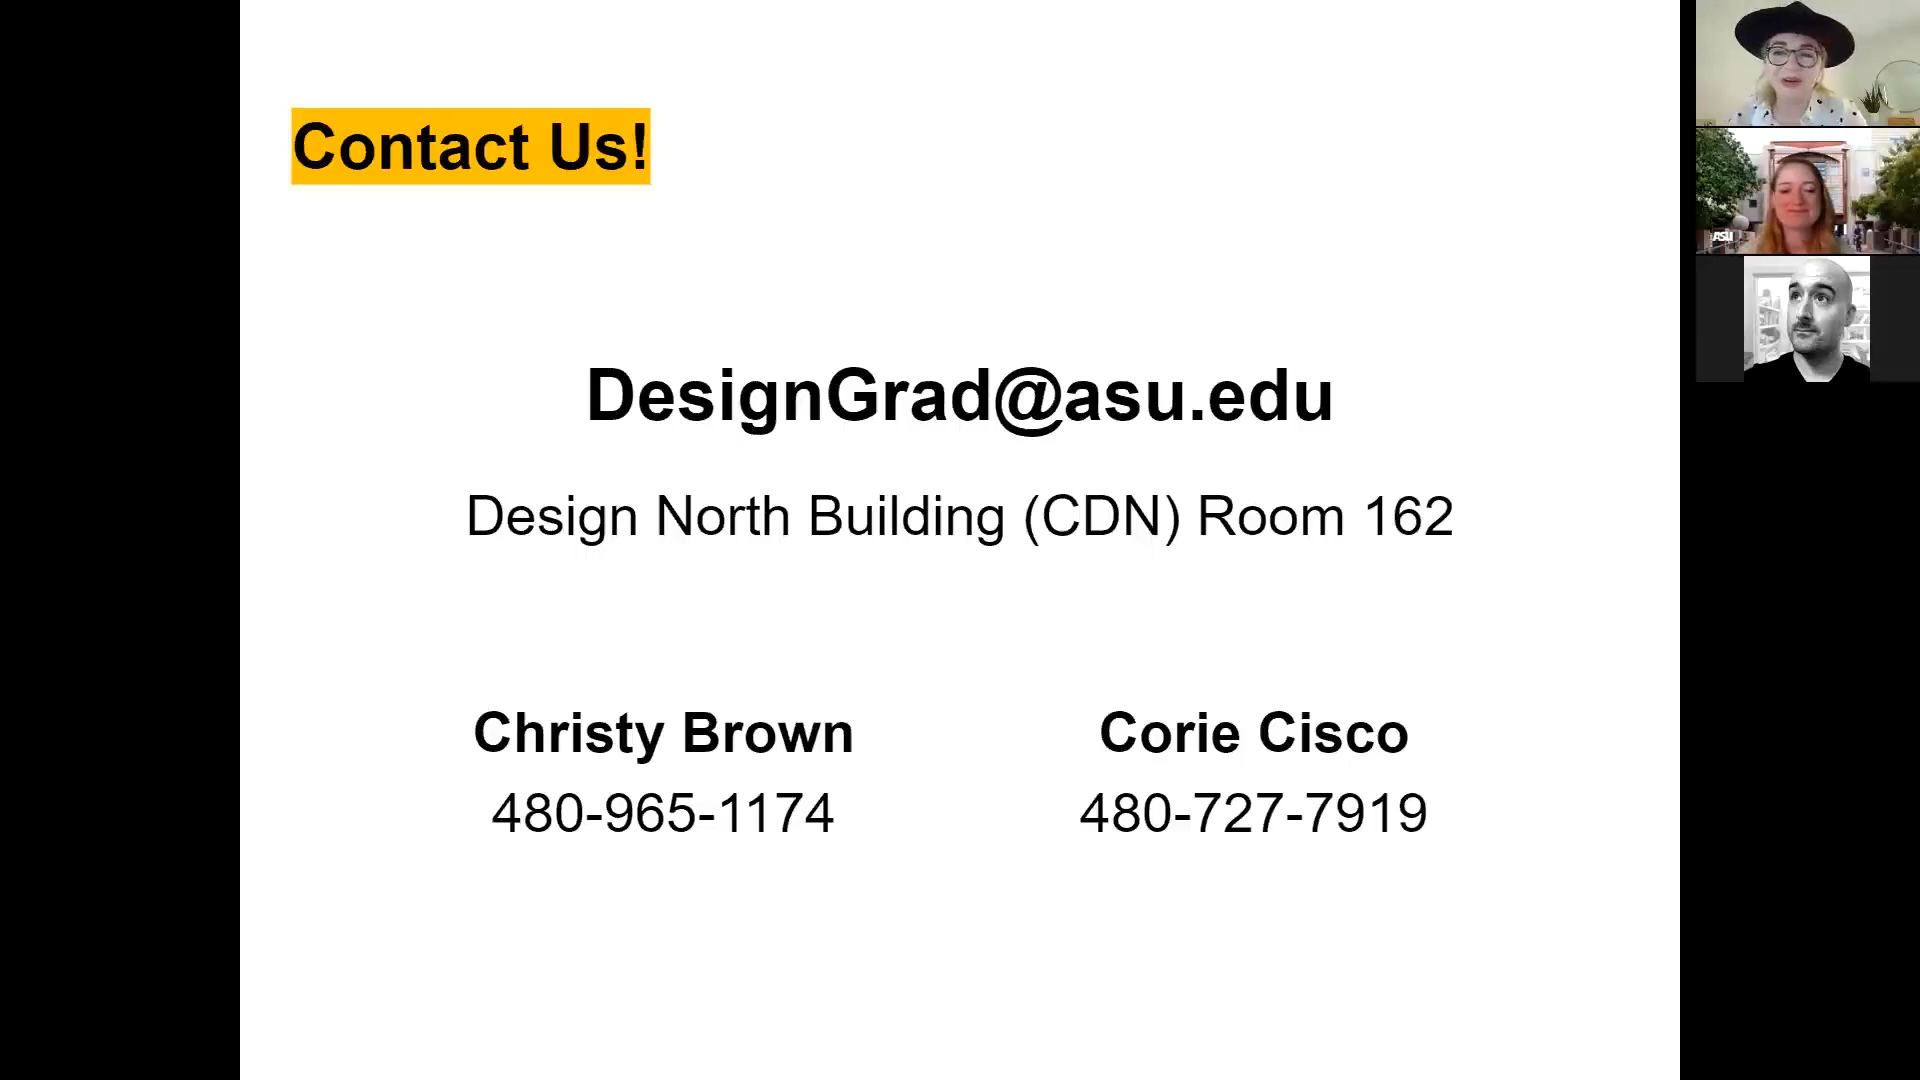 Contact Us!
DesignGrad@asu.edu
Design North Building (CDN) Room 162
Christy Brown
480-965-1174
Corie Cisco
480-727-7919
ASU